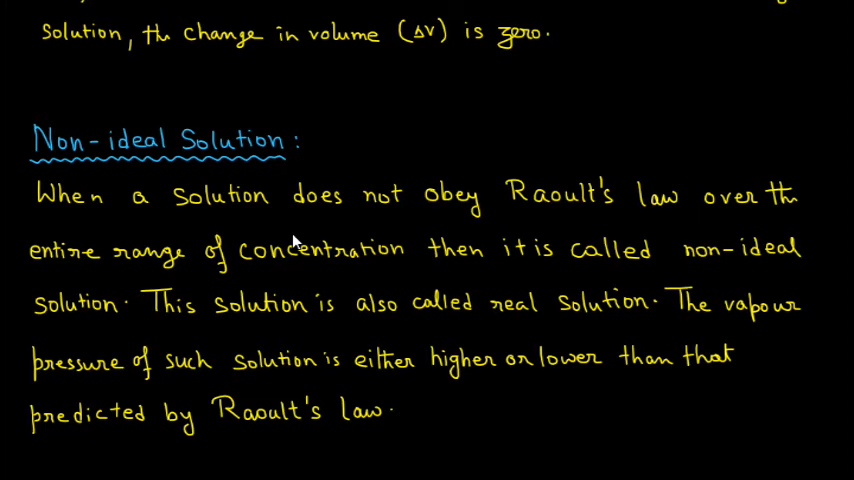 solution, th change in volume (ΔV) is zero.
Non-ideal Solution:
When a solution does not obey Raoult's law over th
entire range of concentration then it is called non-ideal
solution. This solution is also called real solution. The vapour
pressure of such solution is either higher or lower than that
predicted by Raoult's law.